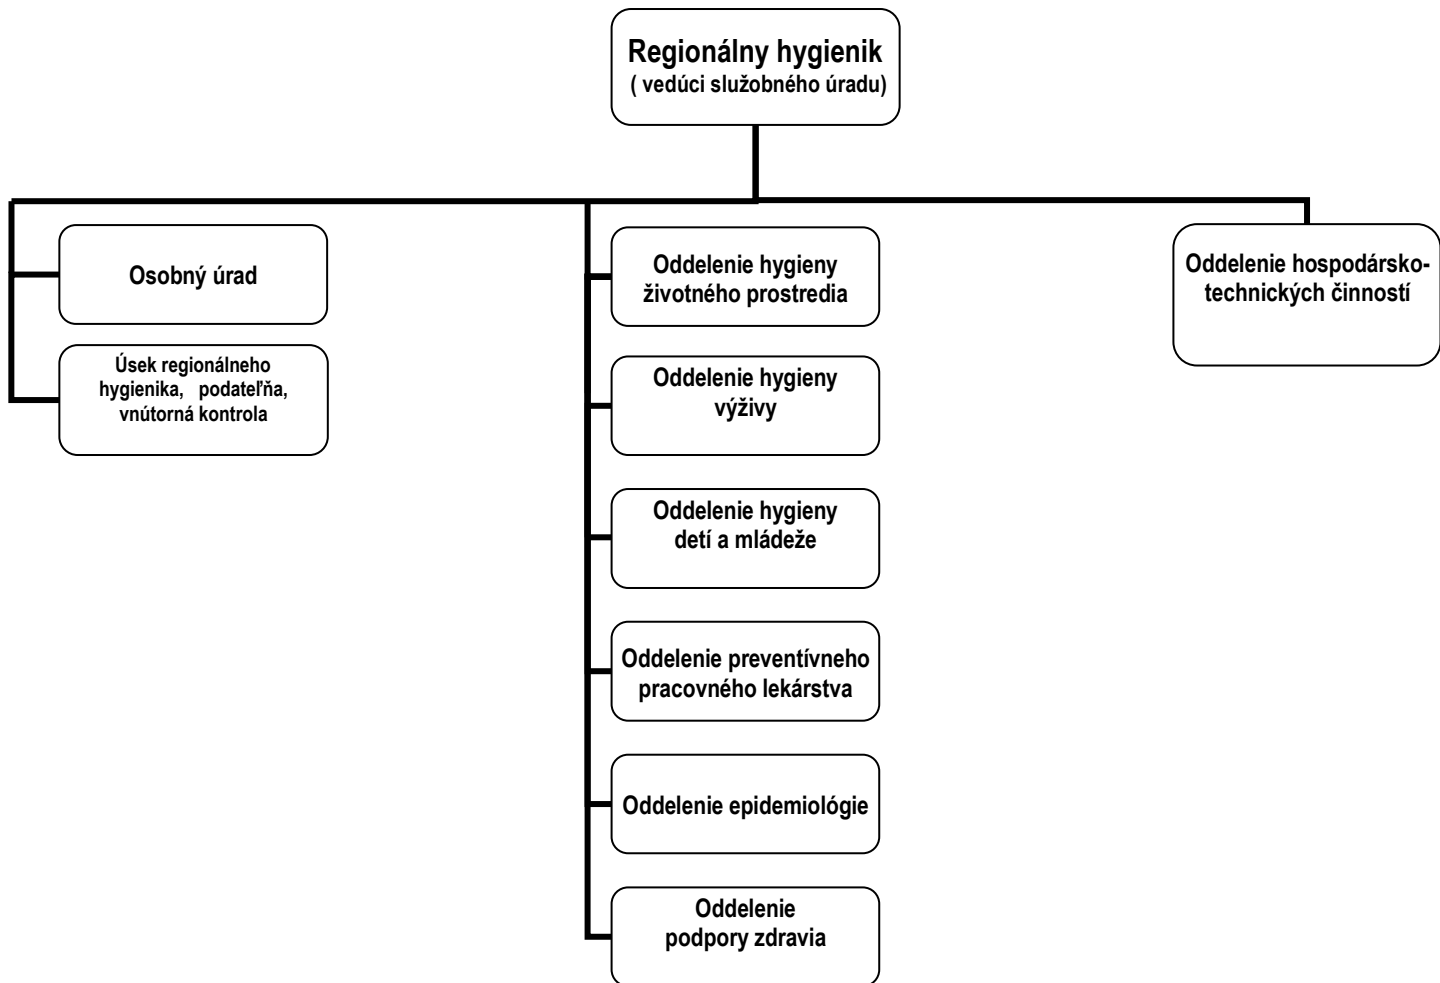 Regionálny hygienik
( vedúci služobného úradu)
Osobný úrad
Úsek regionálneho
hygienika, podateľňa,
vnútorná kontrola
Oddelenie hygieny
životného prostredia
Oddelenie hygieny
výživy
Oddelenie hygieny
detí a mládeže
Oddelenie preventívneho
pracovného lekárstva
Oddelenie epidemiológie
Oddelenie
podpory zdravia
Oddelenie hospodársko-
technických činností